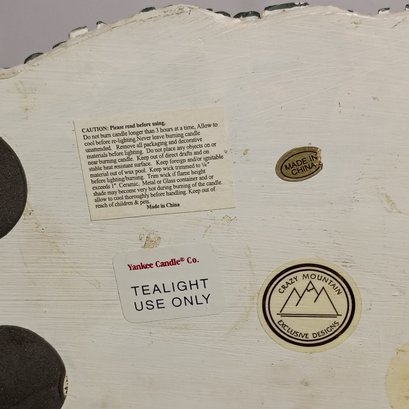 CAUTION: Please read before using.
Do not burn candle longer than 3 hours at a time, Allow to
cool before re-lighting. Never leave burning candle
unattended. Remove all packaging and decorative
materials before lighting. Do not place any objects on or
near burning candle. Keep out of direct drafts and on
stable heat resistant surface. Keep foreign and/or ignitable
material out of wax pool. Keep wick trimmed to ¼"
before lighting/burning. Trim wick if flame height
exceeds 1". Ceramic, Metal or Glass container and or
shade may become very hot during burning of the candle.
allow to cool thoroughly before handling. Keep out of
reach of children & pets.
Made in China
MADE IN
CHINA
Yankee Candle® Co.
TEALIGHT
USE ONLY
CRAZY MOUNTAIN
EXCLUSIVE DESIGNS